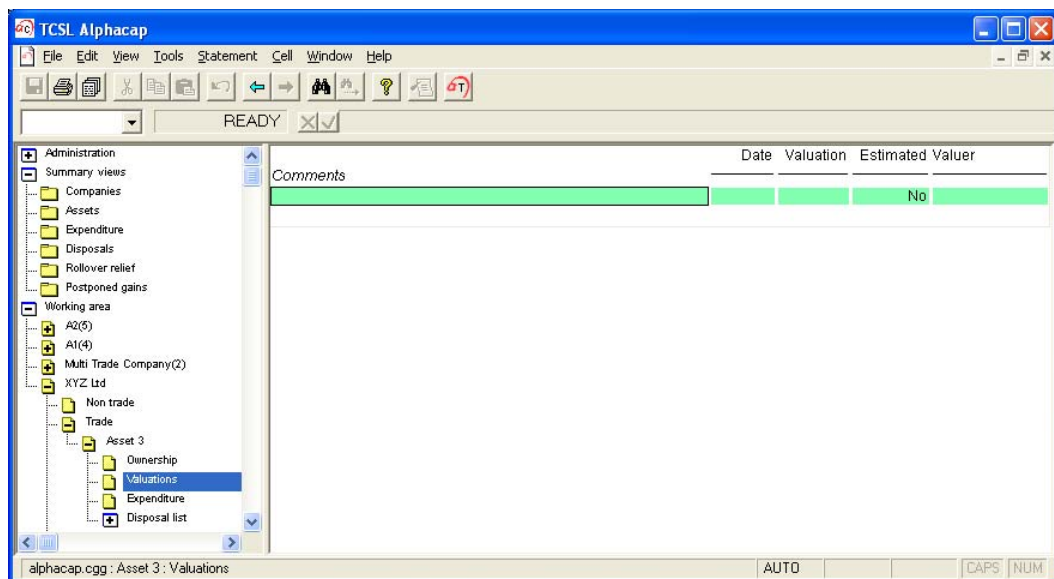 TCSL Alphacap
File Edit View Tools Statement Cell Window Help
READY
Administration
Summary views
Companies
Assets
Expenditure
Disposals
Rollover relief
Postponed gains
Working area
A2(5)
A1(4)
Multi Trade Company(2)
XYZ Ltd
Non trade
Trade
Asset 3
Ownership
Valuations
Expenditure
Disposal list
Date Valuation Estimated Valuer
Comments
No
alphacap.cgg : Asset 3 : Valuations AUTO CAPS NUM